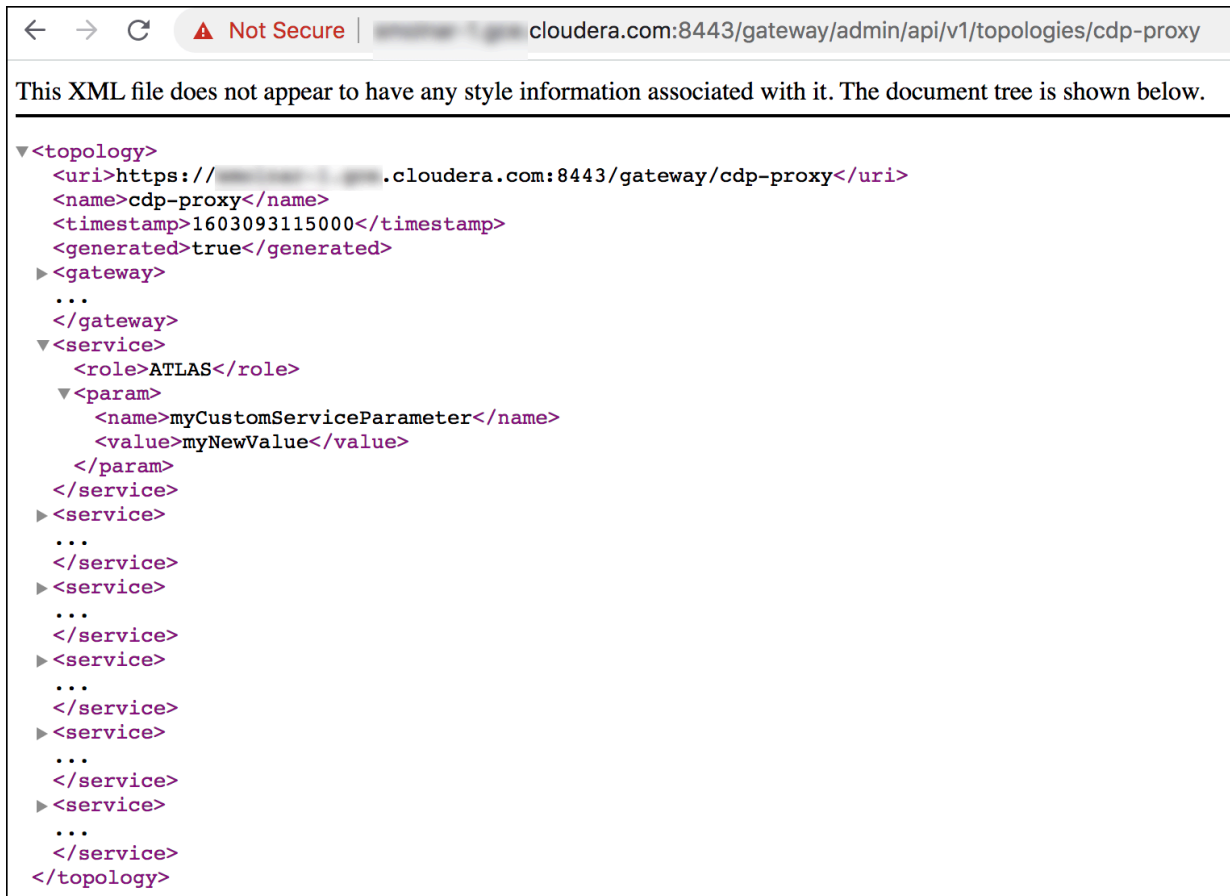 Not Secure | cloudera.com:8443/gateway/admin/api/v1/topologies/cdp-proxy
This XML file does not appear to have any style information associated with it. The document tree is shown below.
▼<topology>
<uri>https:// .cloudera.com:8443/gateway/cdp-proxy</uri>
<name>cdp-proxy</name>
<timestamp>1603093115000</timestamp>
<generated>true</generated>
▶<gateway>
...
</gateway>
▼<service>
<role>ATLAS</role>
▼<param>
<name>myCustomServiceParameter</name>
<value>myNewValue</value>
</param>
</service>
▶<service>
...
</service>
▶<service>
...
</service>
▶<service>
...
</service>
▶<service>
...
</service>
▶<service>
...
</service>
</topology>